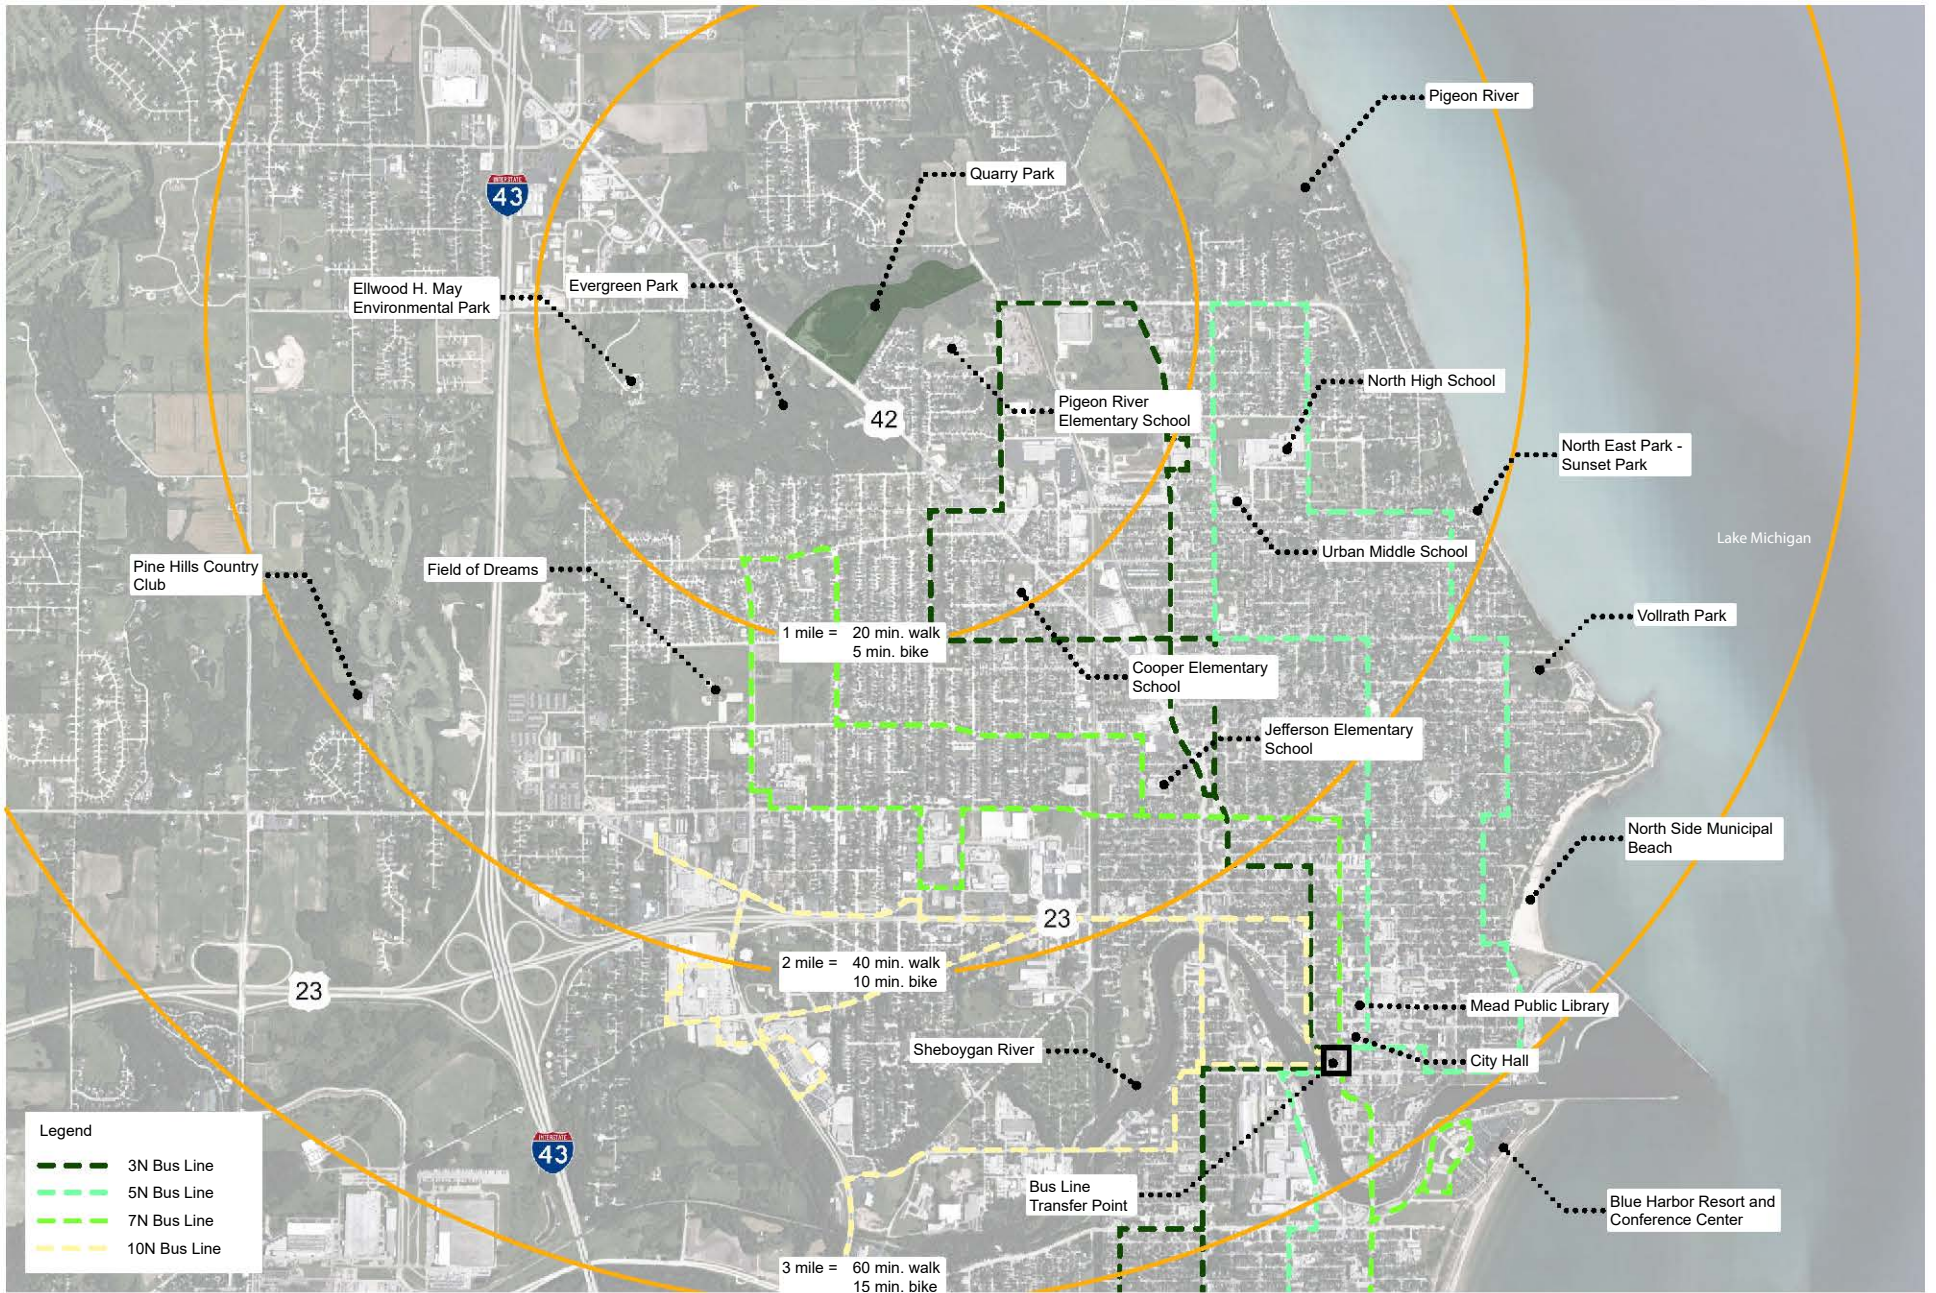 Pigeon River
Quarry Park
INTERSTATE
43
Ellwood H. May
Environmental Park
Evergreen Park
42
Pigeon River
Elementary School
North High School
North East Park -
Sunset Park
Lake Michigan
Urban Middle School
Pine Hills Country
Club
Field of Dreams
Vollrath Park
1 mile = 20 min. walk
5 min. bike
Cooper Elementary
School
Jefferson Elementary
School
North Side Municipal
Beach
23
2 mile = 40 min. walk
10 min. bike
23
Mead Public Library
Sheboygan River
City Hall
Legend
3N Bus Line
5N Bus Line
7N Bus Line
10N Bus Line
INTERSTATE
43
Bus Line
Transfer Point
Blue Harbor Resort and
Conference Center
3 mile = 60 min. walk
15 min. bike